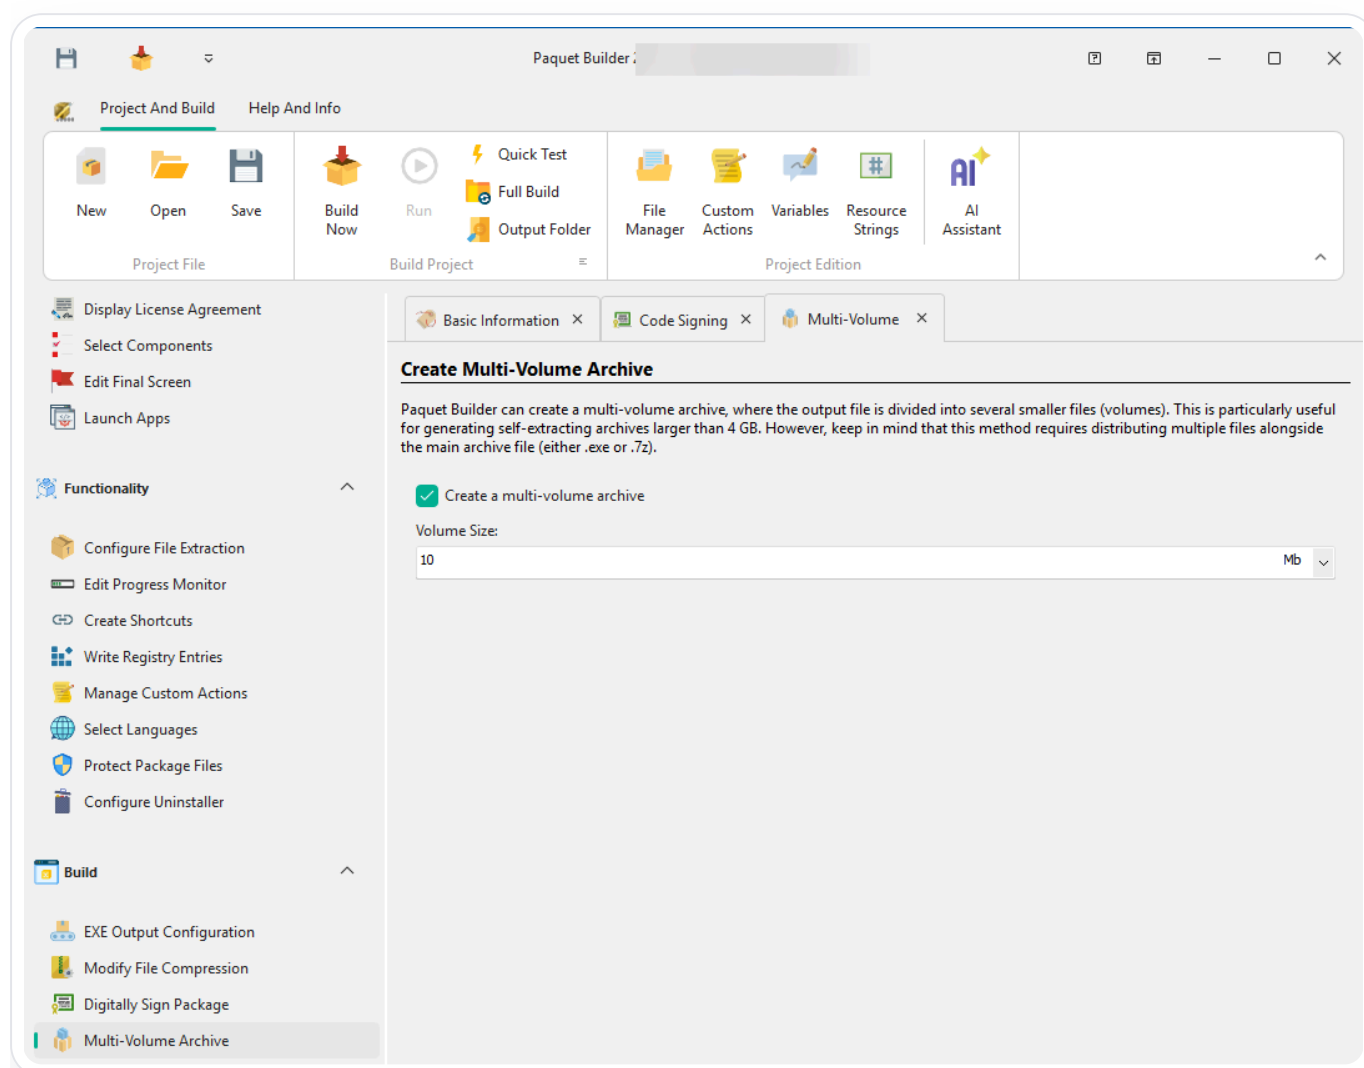 Paquet Builder
Project And Build
Help And Info
New
Open
Save
Project File
Build Now
Run
Quick Test
Full Build
Output Folder
Build Project
File Manager
Custom Actions
Variables
Resource Strings
AI Assistant
Project Edition
Display License Agreement
Select Components
Edit Final Screen
Launch Apps
Functionality
Configure File Extraction
Edit Progress Monitor
Create Shortcuts
Write Registry Entries
Manage Custom Actions
Select Languages
Protect Package Files
Configure Uninstaller
Build
EXE Output Configuration
Modify File Compression
Digitally Sign Package
Multi-Volume Archive
Basic Information
Code Signing
Multi-Volume
Create Multi-Volume Archive
Paquet Builder can create a multi-volume archive, where the output file is divided into several smaller files (volumes). This is particularly useful
for generating self-extracting archives larger than 4 GB. However, keep in mind that this method requires distributing multiple files alongside
the main archive file (either .exe or .7z).
Create a multi-volume archive
Volume Size:
10
Mb